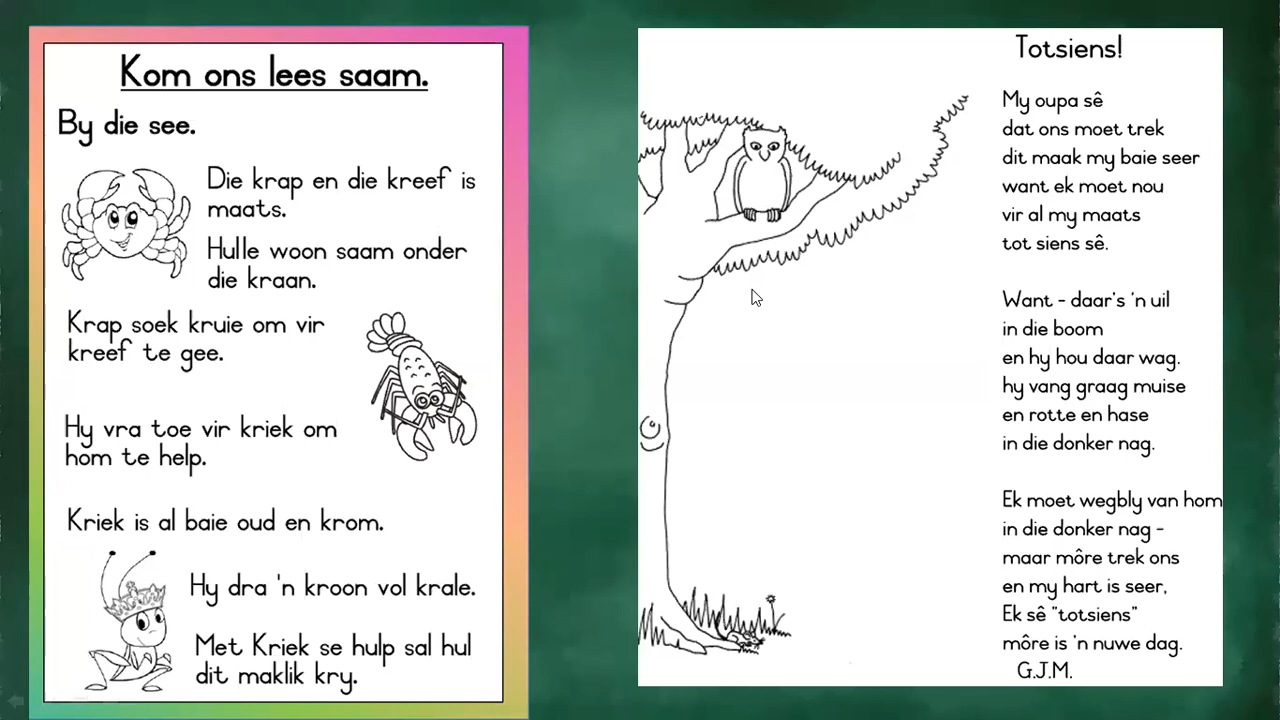 Kom ons lees saam.
By die see.
Die krap en die kreef is
maats.
Hulle woon saam onder
die kraan.
Krap soek kruie om vir
kreef te gee.
Hy vra toe vir kriek om
hom te help.
Kriek is al baie oud en krom.
Hy dra 'n kroon vol krale.
Met Kriek se hulp sal hul
dit maklik kry.
Totsiens!
My oupa sê
dat ons moet trek
dit maak my baie seer
want ek moet nou
vir al my maats
tot siens sê.
Want - daar's 'n uil
in die boom
en hy hou daar wag.
hy vang graag muise
en rotte en hase
in die donker nag.
Ek moet wegbly van hom
in die donker nag -
maar môre trek ons
en my hart is seer,
Ek sê "totsiens"
môre is 'n nuwe dag.
G.J.M.